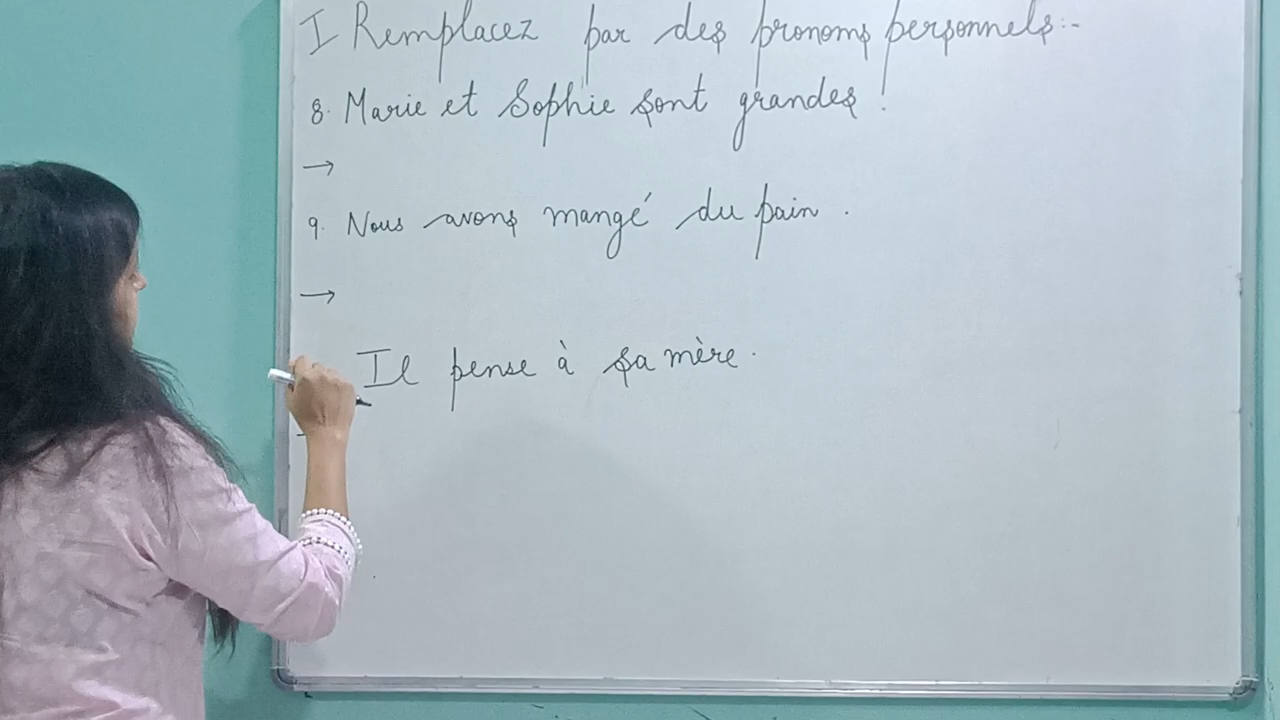 I Remplacez par des pronoms personnels:-
8. Marie et Sophie sont grandes !
→
9. Nous avons mangé du pain.
→
Il pense à sa mère.